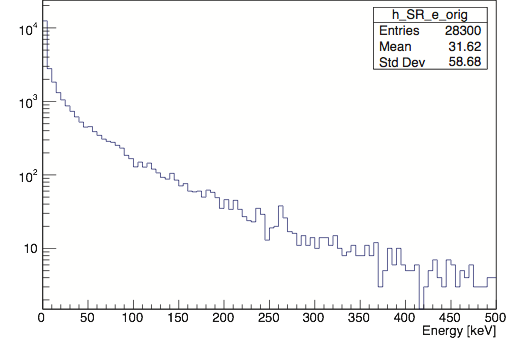 h_SR_e_orig
Entries 28300
Mean 31.62
Std Dev 58.68
10^4
10^3
10^2
10
0 50 100 150 200 250 300 350 400 450 500
Energy [keV]